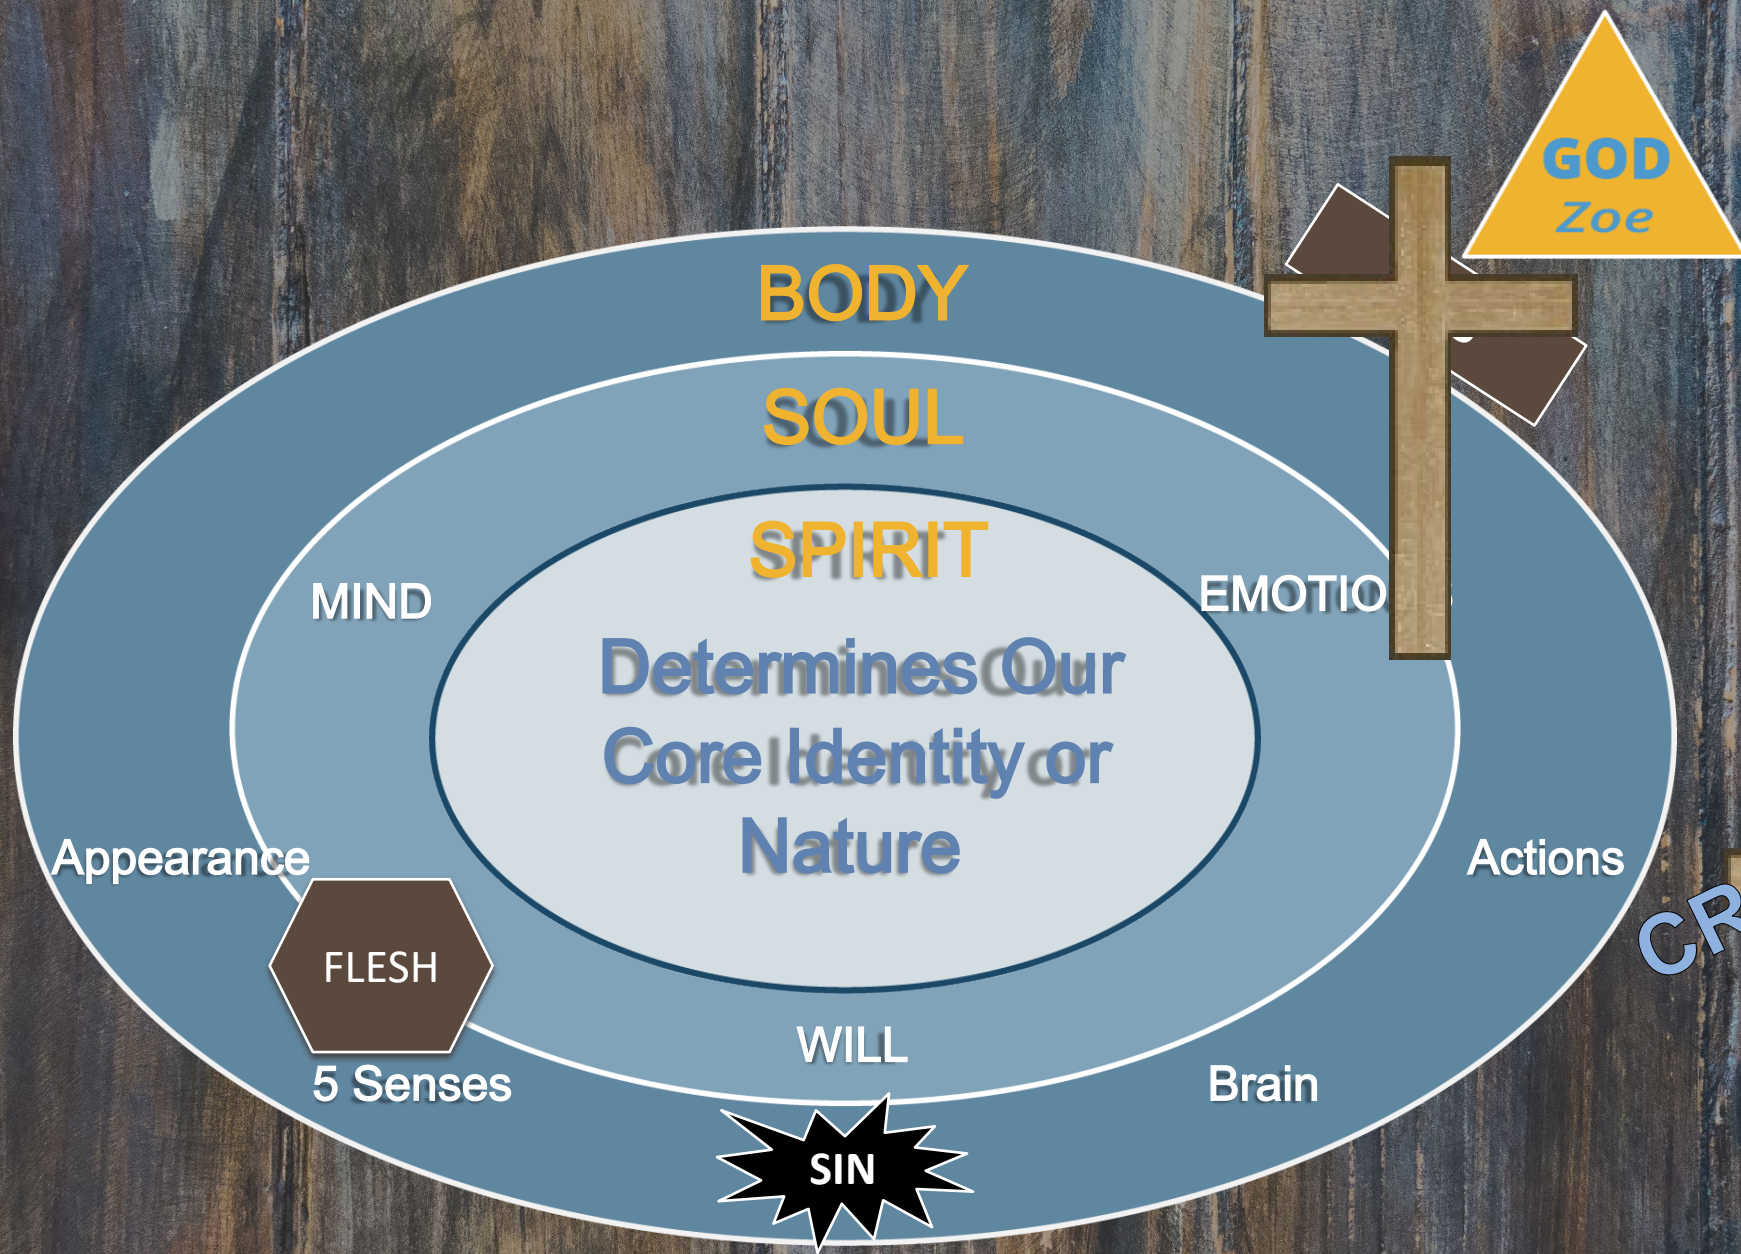 GOD
Zoe
BODY
SOUL
SPIRIT
MIND
Determines Our
Core Identity or
Nature
Appearance
Actions
FLESH
WILL
5 Senses
Brain
SIN